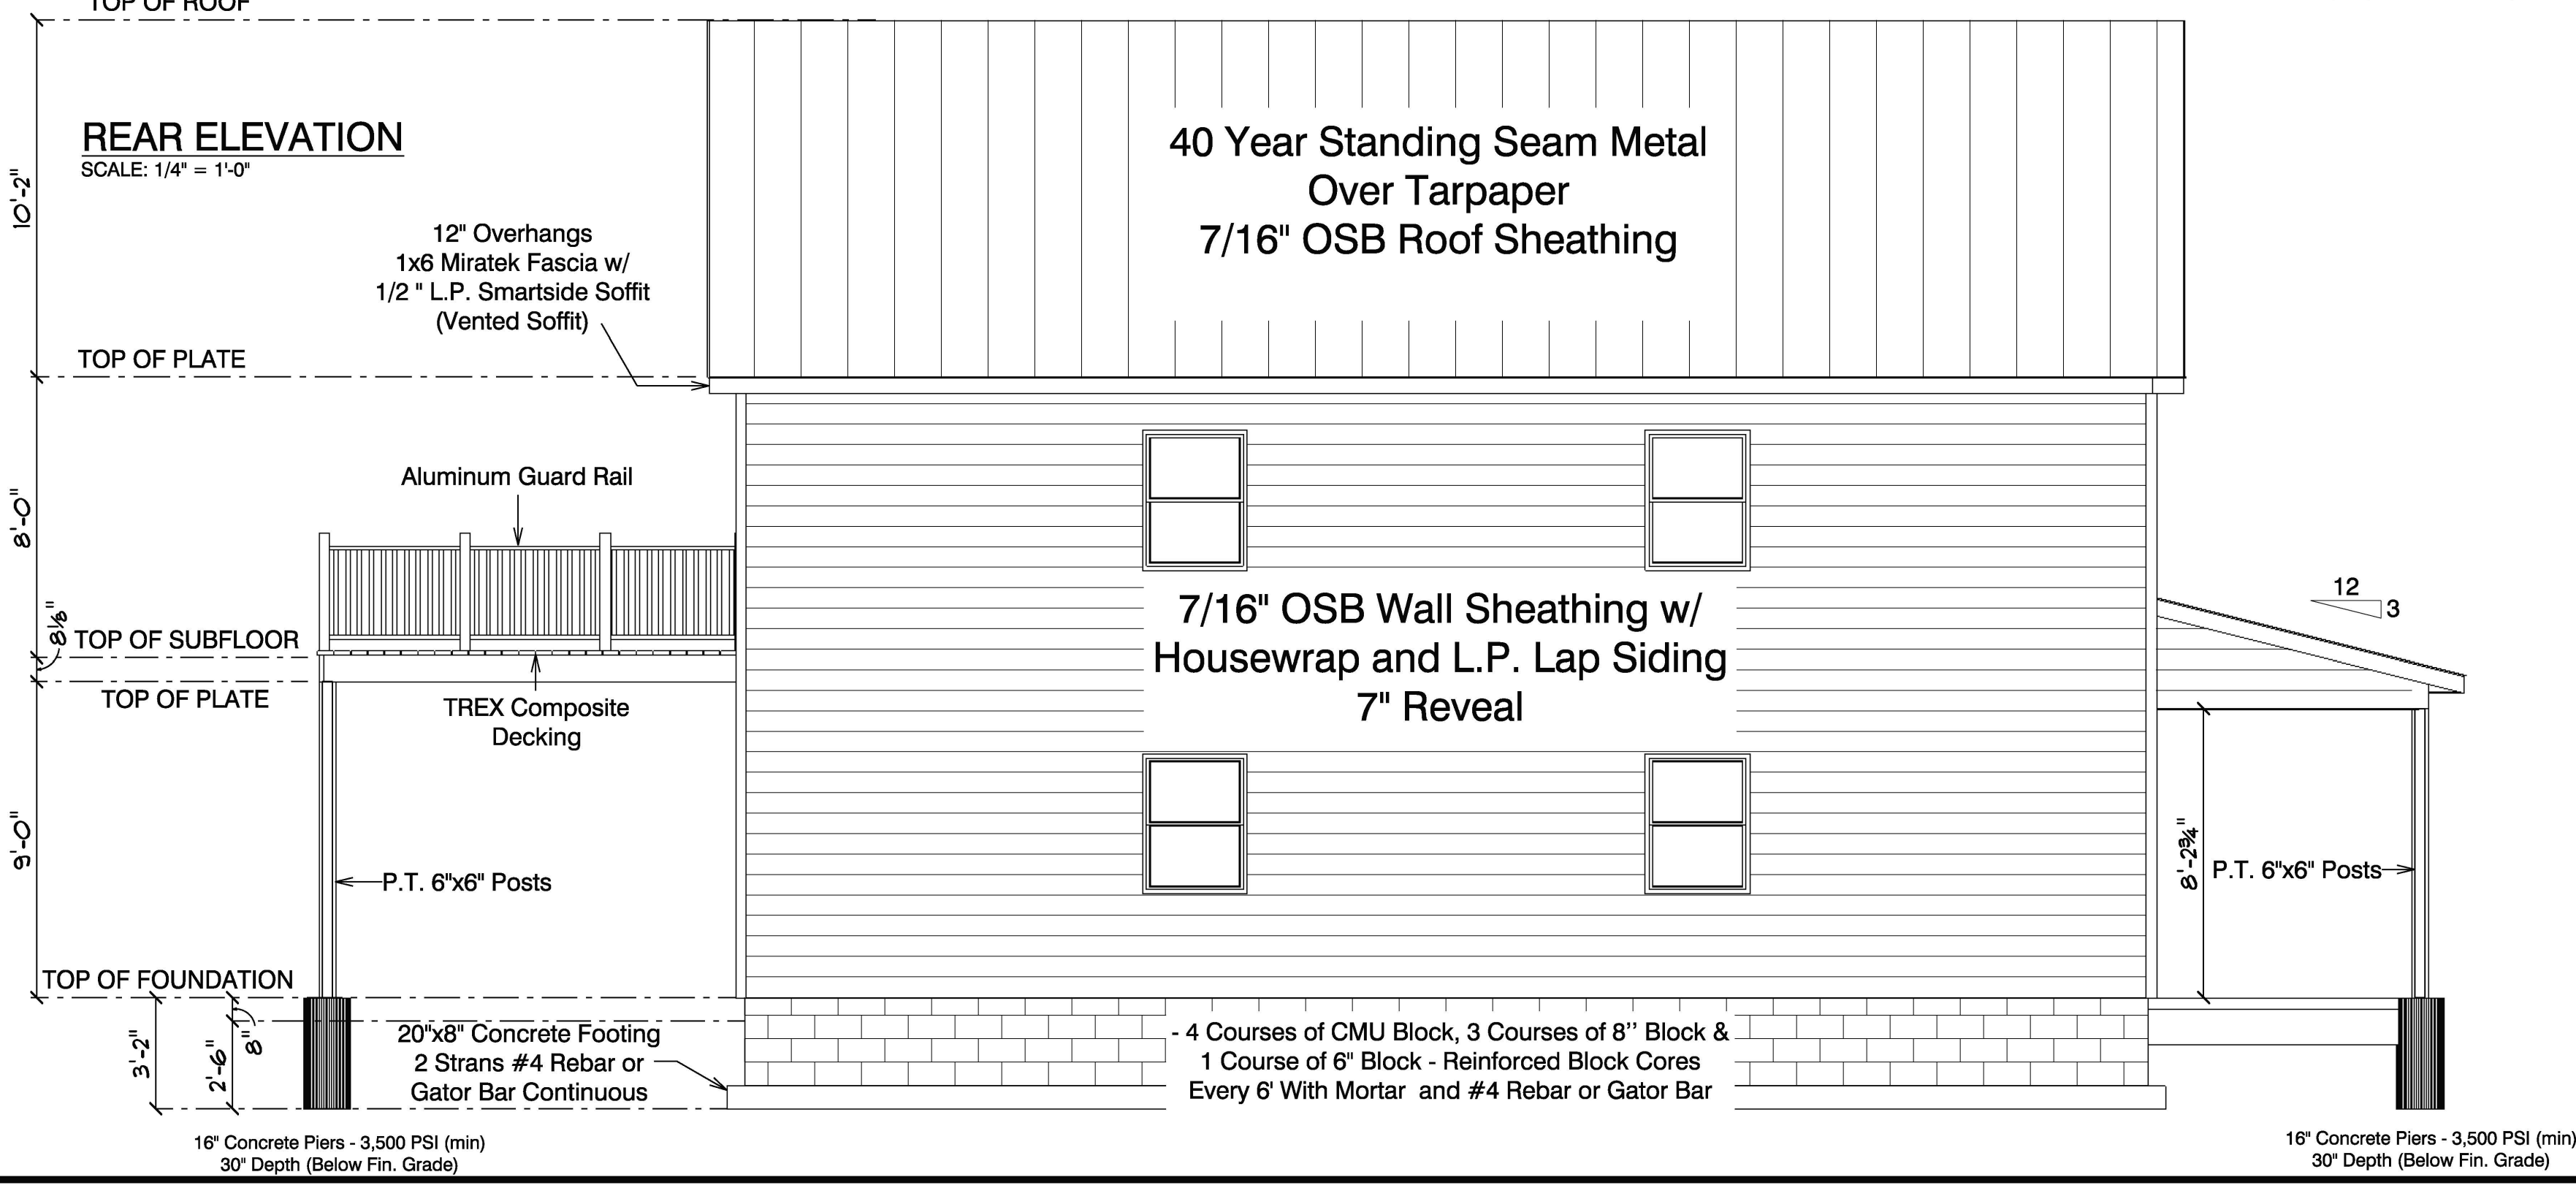 TOP OF ROOF
REAR ELEVATION
SCALE: 1/4" = 1'-0"
10'-2"
40 Year Standing Seam Metal
Over Tarpaper
7/16" OSB Roof Sheathing
12" Overhangs
1x6 Miratek Fascia w/
1/2 " L.P. Smartside Soffit
(Vented Soffit)
TOP OF PLATE
8'-0"
Aluminum Guard Rail
8⅛"
TOP OF SUBFLOOR
TOP OF PLATE
TREX Composite
Decking
7/16" OSB Wall Sheathing w/
Housewrap and L.P. Lap Siding
7" Reveal
12
3
9'-0"
P.T. 6"x6" Posts
8'-2¾"
P.T. 6"x6" Posts
TOP OF FOUNDATION
3'-2"
2'-6"
8"
20"x8" Concrete Footing
2 Strans #4 Rebar or
Gator Bar Continuous
- 4 Courses of CMU Block, 3 Courses of 8’’ Block &
1 Course of 6" Block - Reinforced Block Cores
Every 6' With Mortar and #4 Rebar or Gator Bar
16" Concrete Piers - 3,500 PSI (min)
30" Depth (Below Fin. Grade)
16" Concrete Piers - 3,500 PSI (min)
30" Depth (Below Fin. Grade)